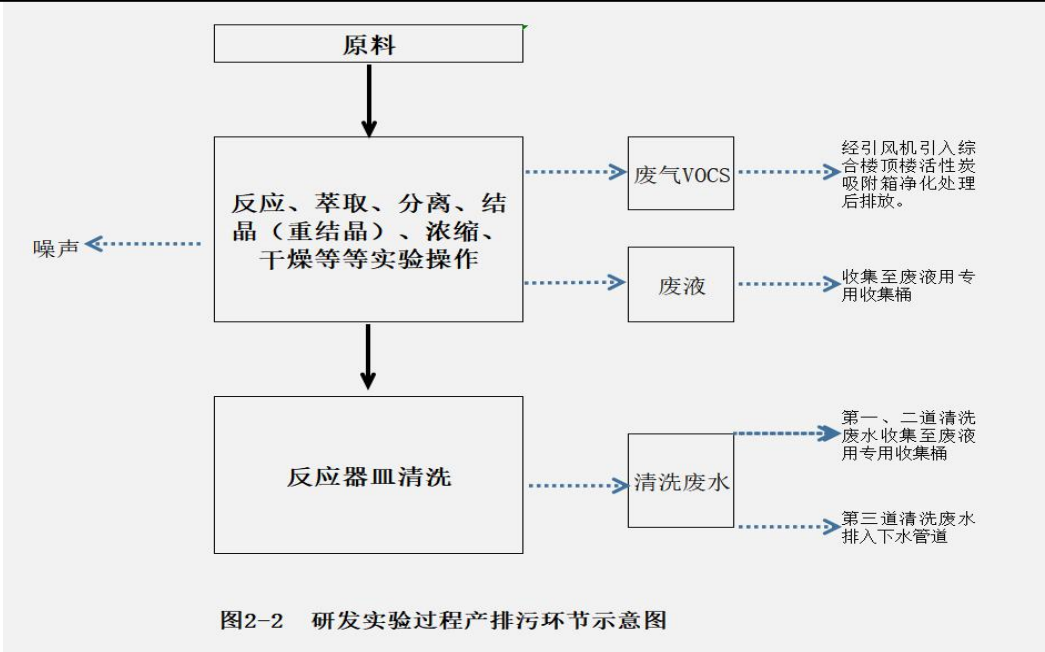 原料
反应、萃取、分离、结
晶（重结晶）、浓缩、
干燥等等实验操作
噪声
废气VOCS
经引风机引入综
合楼顶楼活性炭
吸附箱净化处理
后排放。
废液
收集至废液用专
用收集桶
反应器皿清洗
清洗废水
第一、二道清洗
废水收集至废液
用专用收集桶
第三道清洗废水
排入下水管道
图2-2 研发实验过程产排污环节示意图